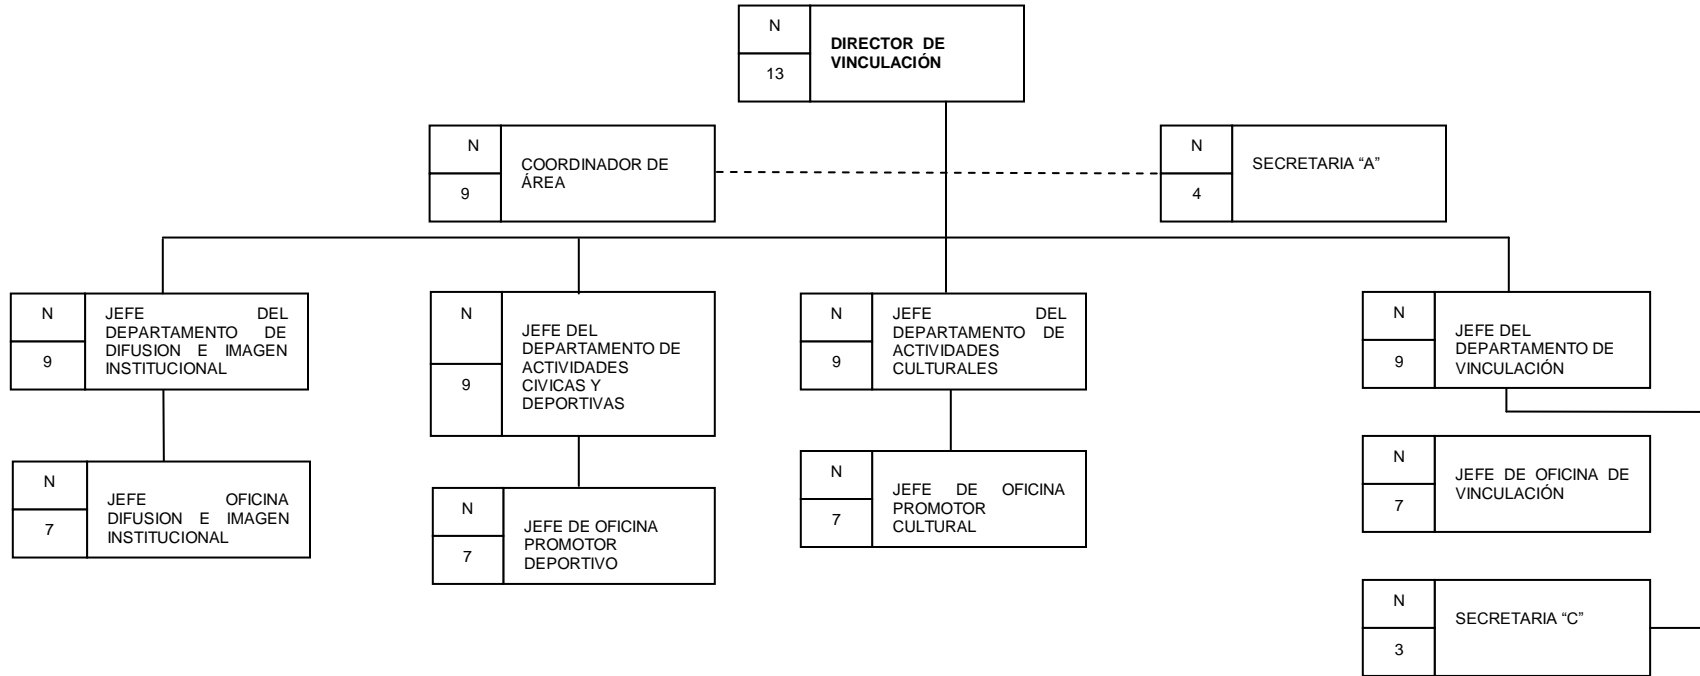 N
13
DIRECTOR DE
VINCULACIÓN
N
9
COORDINADOR DE
ÁREA
N
4
SECRETARIA “A”
N
9
JEFE DEL
DEPARTAMENTO DE
DIFUSION E IMAGEN
INSTITUCIONAL
N
9
JEFE DEL
DEPARTAMENTO DE
ACTIVIDADES
CIVICAS Y
DEPORTIVAS
N
9
JEFE DEL
DEPARTAMENTO DE
ACTIVIDADES
CULTURALES
N
9
JEFE DEL
DEPARTAMENTO DE
VINCULACIÓN
N
7
JEFE OFICINA
DIFUSION E IMAGEN
INSTITUCIONAL
N
7
JEFE DE OFICINA
PROMOTOR
DEPORTIVO
N
7
JEFE DE OFICINA
PROMOTOR
CULTURAL
N
7
JEFE DE OFICINA DE
VINCULACIÓN
N
3
SECRETARIA “C”